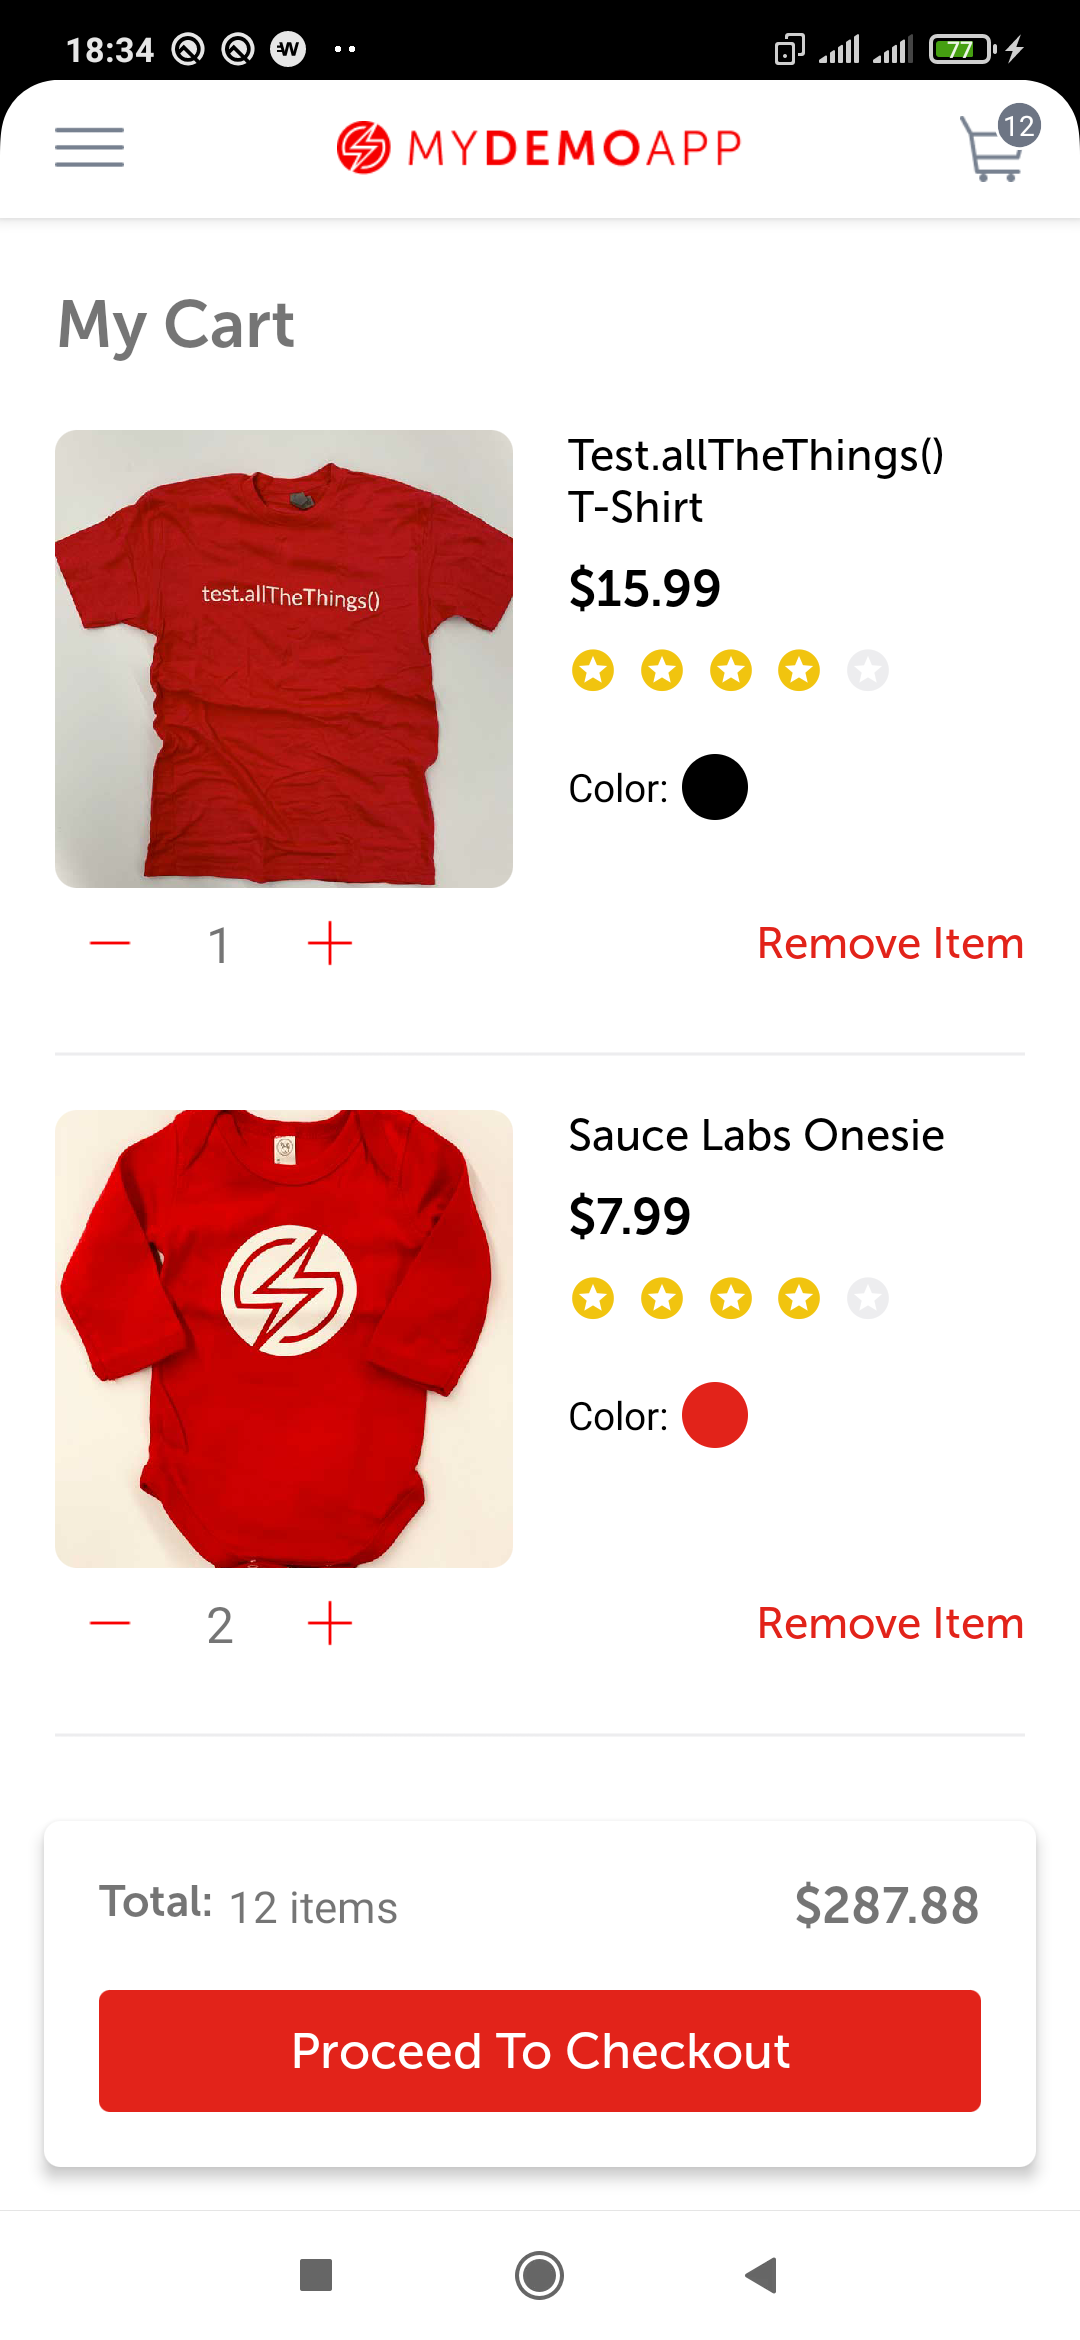 18:34
77
MYDEMOAPP
12
My Cart
test.allTheThings()
Test.allTheThings()
T-Shirt
$15.99
Color:
1
Remove Item
Sauce Labs Onesie
$7.99
Color:
2
Remove Item
Total: 12 items
$287.88
Proceed To Checkout